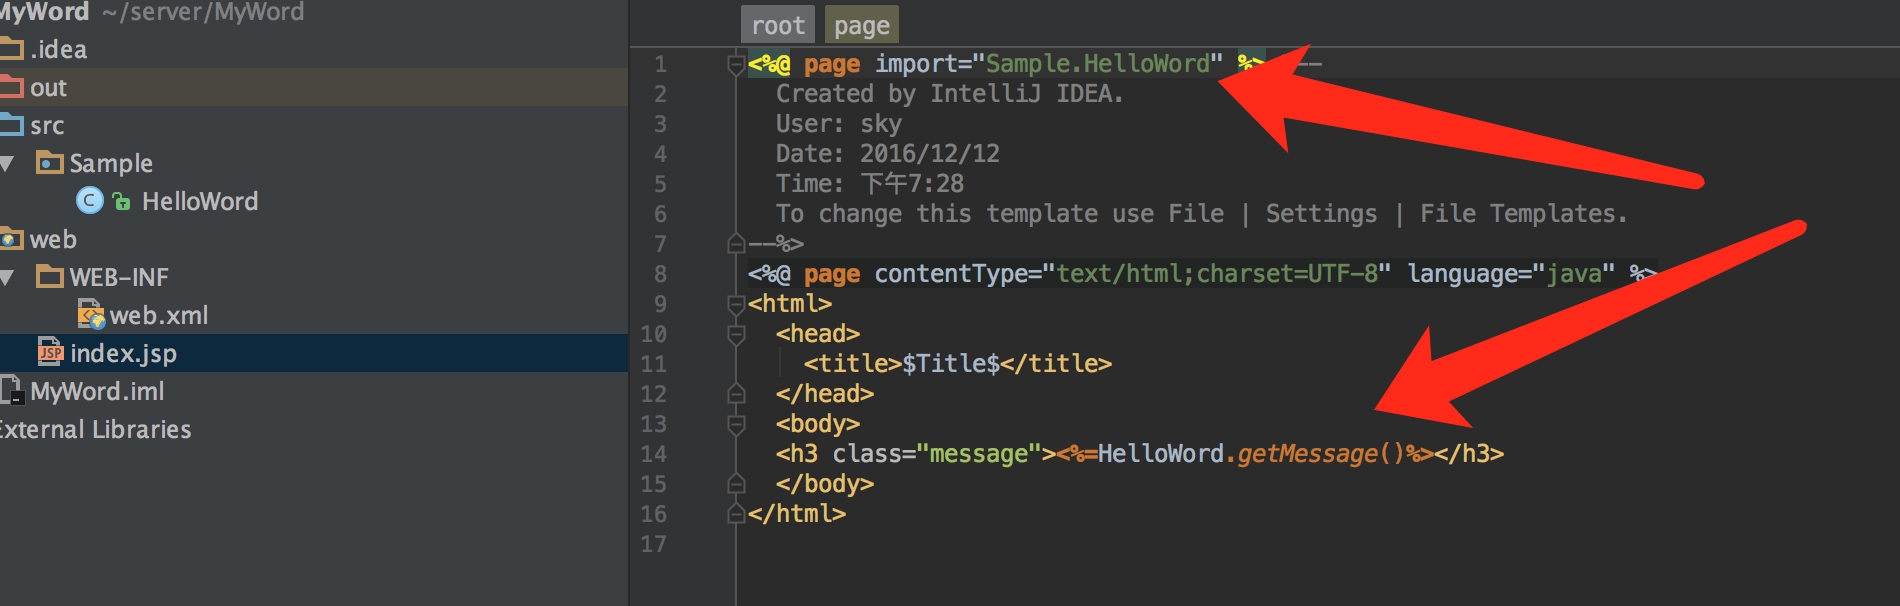 MyWord ~/server/MyWord
.idea
out
src
Sample
C HelloWord
web
WEB-INF
web.xml
JSP index.jsp
MyWord.iml
External Libraries
root page
1 <%@ page import="Sample.HelloWord" %> --
2 Created by IntelliJ IDEA.
3 User: sky
4 Date: 2016/12/12
5 Time: 下午7:28
6 To change this template use File | Settings | File Templates.
7 --%>
8 <%@ page contentType="text/html;charset=UTF-8" language="java" %>
9 <html>
10 <head>
11 <title>$Title$</title>
12 </head>
13 <body>
14 <h3 class="message"><%=HelloWord.getMessage()%></h3>
15 </body>
16 </html>
17